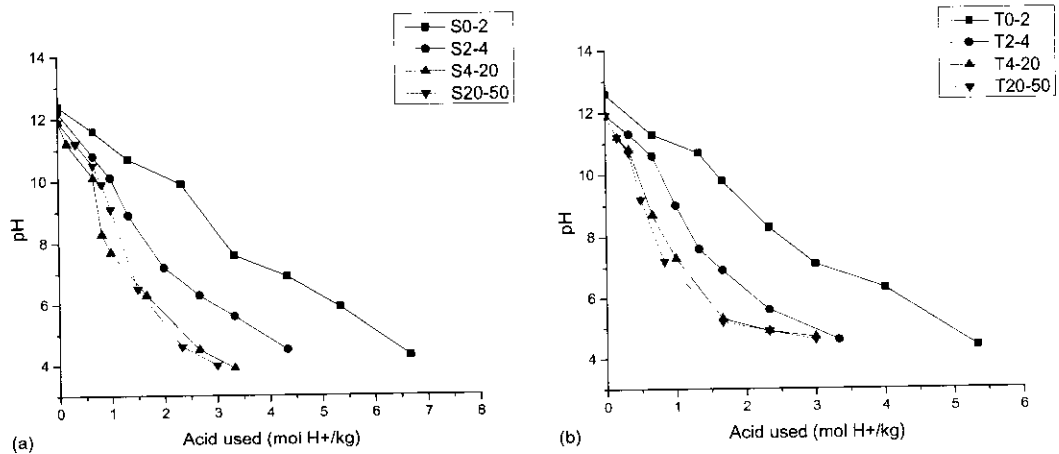 S0-2
S2-4
S4-20
S20-50
14
12
10
8
6
4
pH
0 1 2 3 4 5 6 7 8
Acid used (mol H+/kg)
(a)
T0-2
T2-4
T4-20
T20-50
14
12
10
8
6
4
pH
0 1 2 3 4 5 6
Acid used (mol H+/kg)
(b)